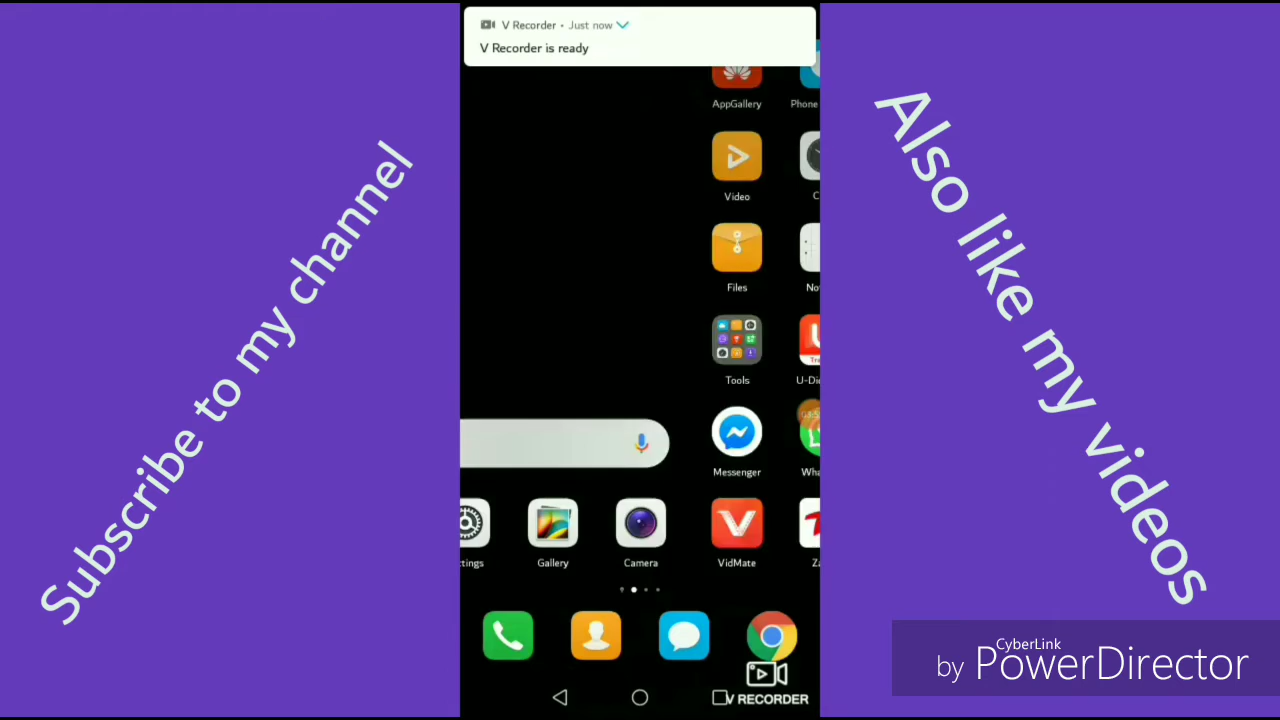 V Recorder • Just now
V Recorder is ready
AppGallery
Phone
Video
Files
Tools
Messenger
Gallery
Camera
VidMate
V RECORDER
Subscribe to my channel
Also like my videos
by CyberLink PowerDirector